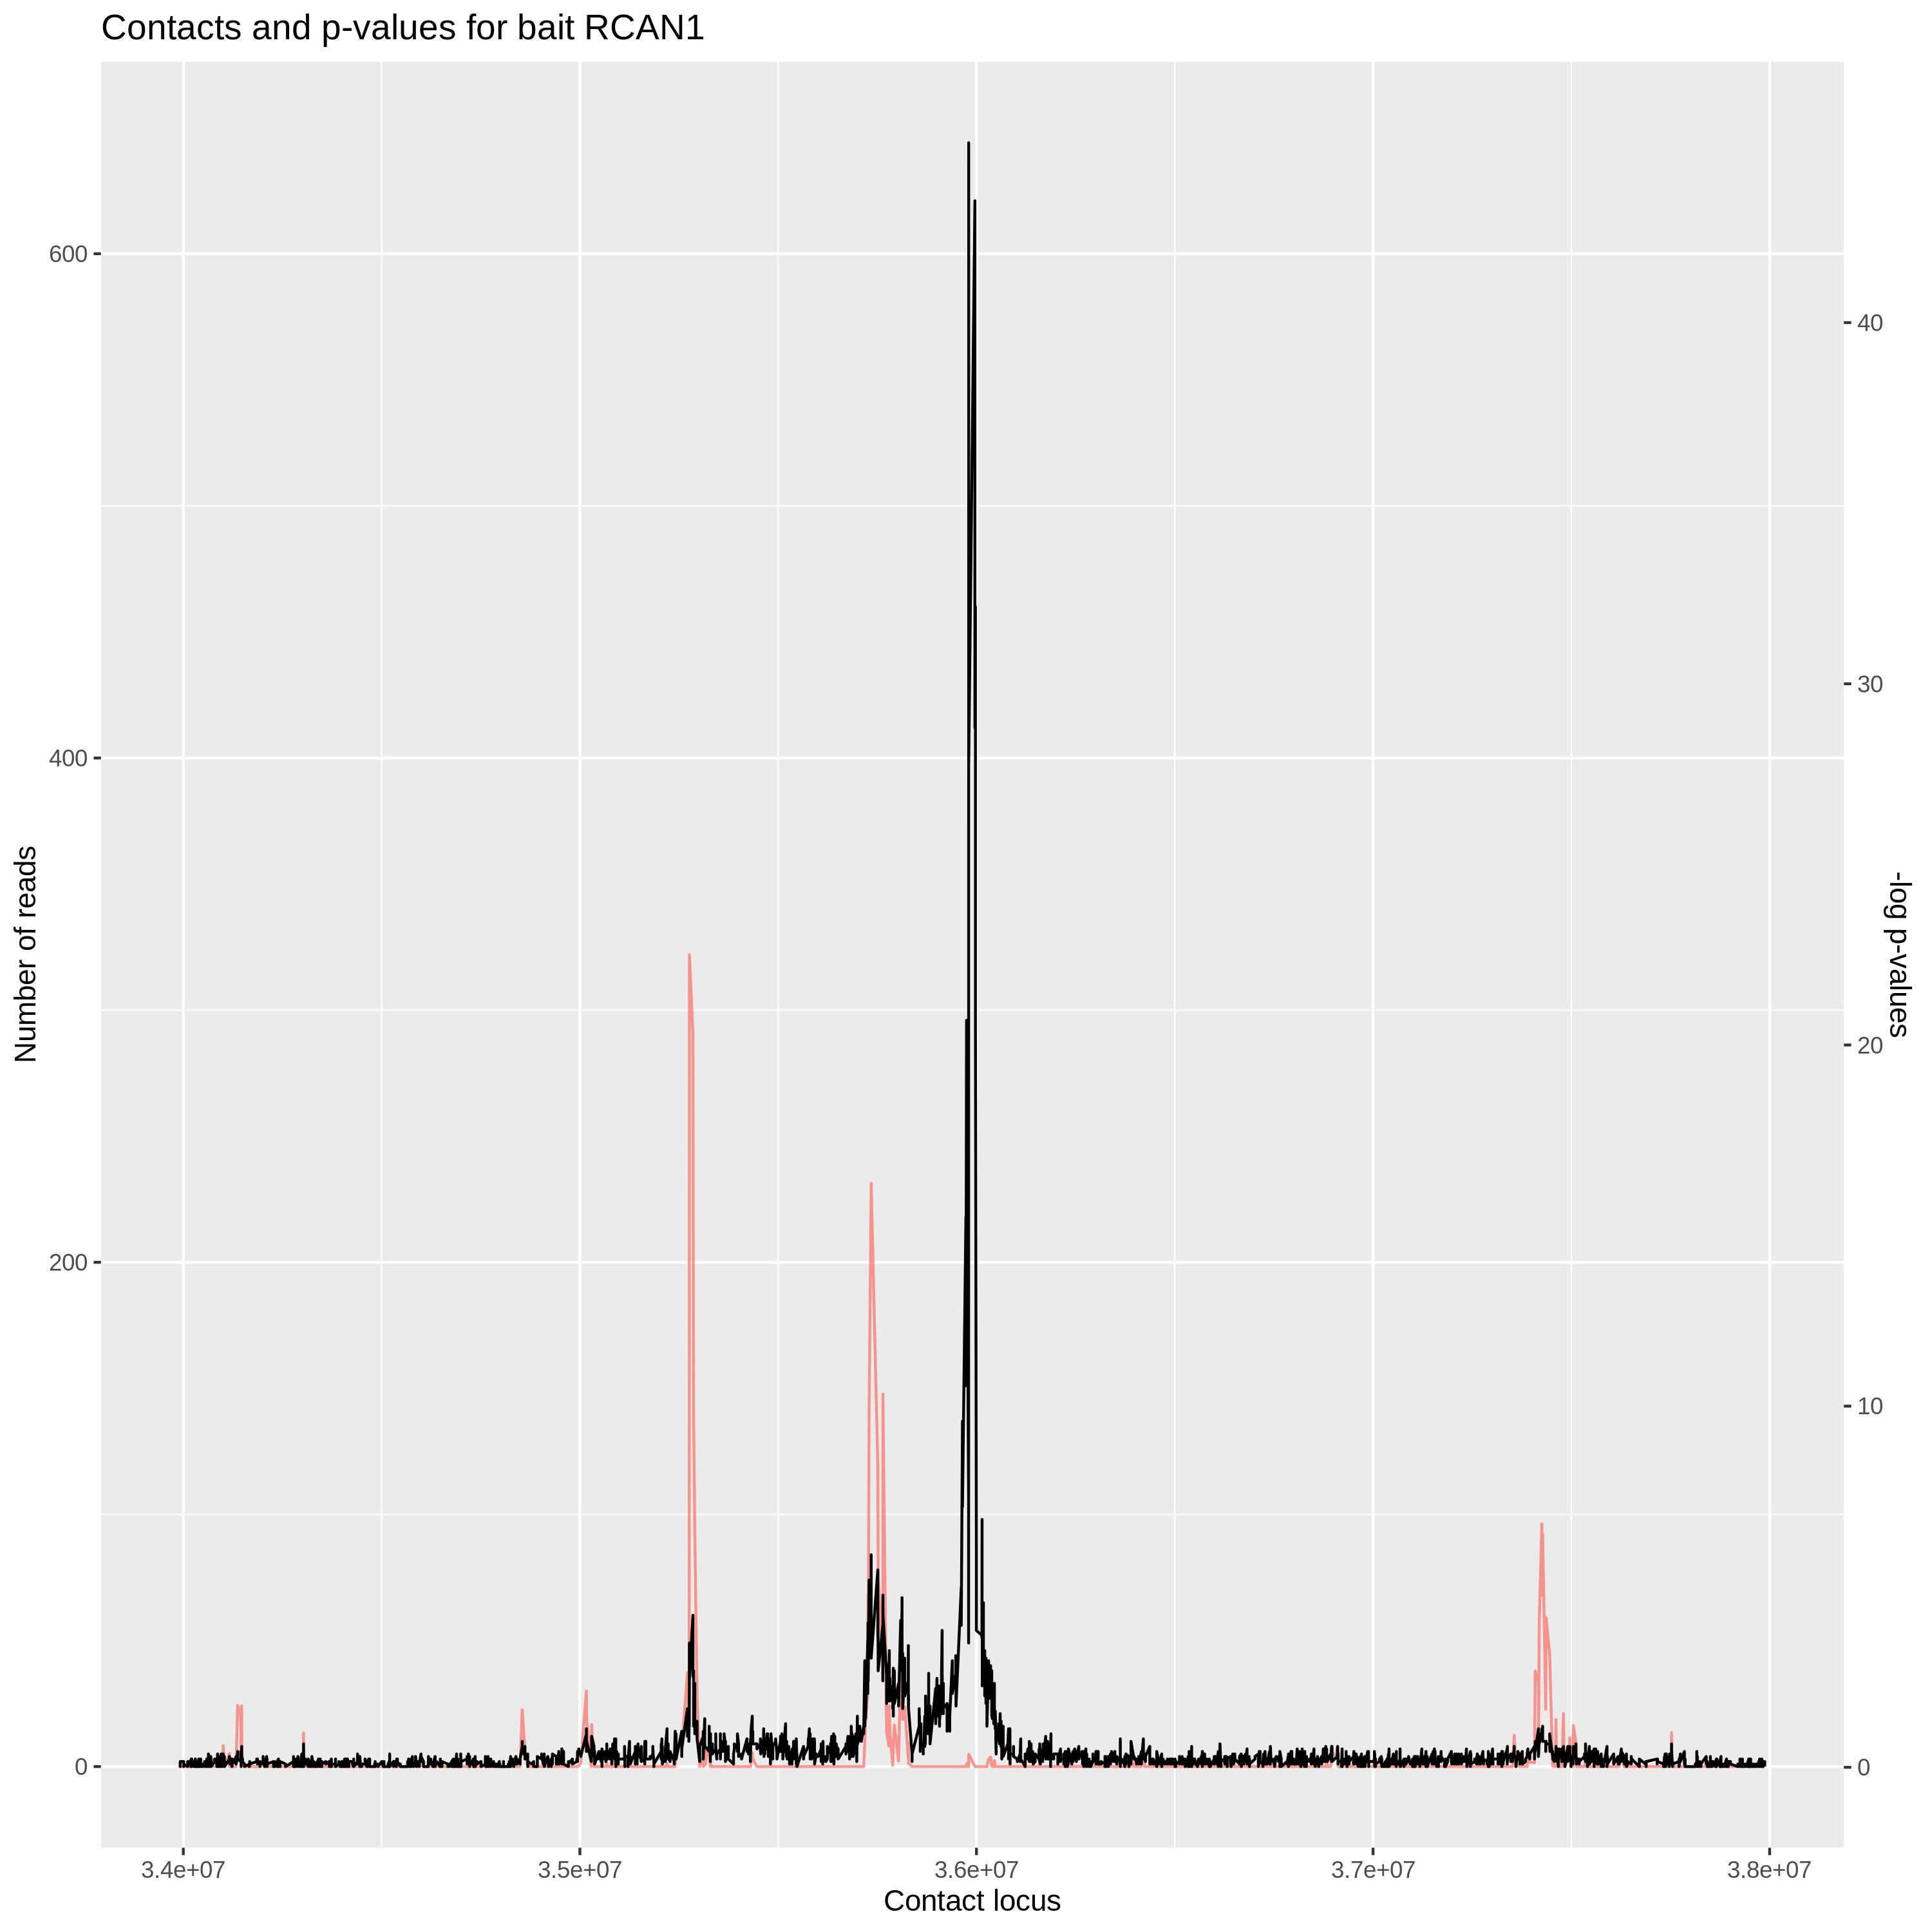 Contacts and p-values for bait RCAN1
600
400
200
0
Number of reads
40
30
20
10
0
-log p-values
3.4e+07
3.5e+07
3.6e+07
3.7e+07
3.8e+07
Contact locus